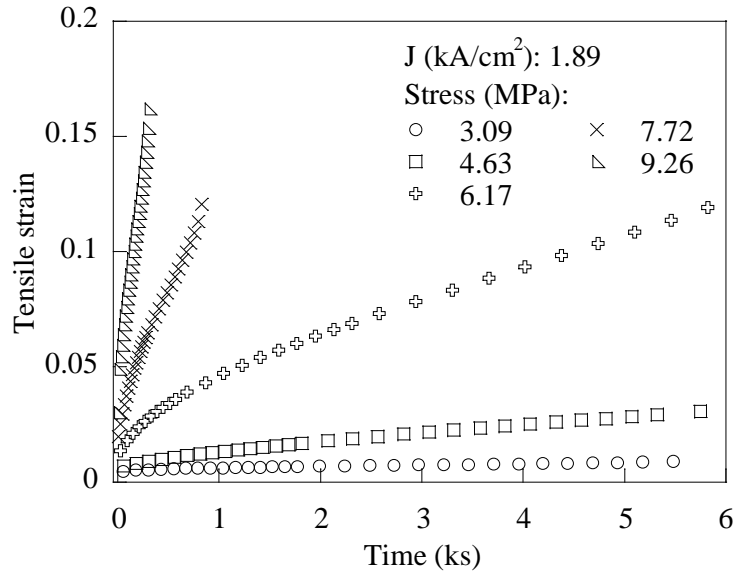 0.2
0.15
0.1
0.05
0
Tensile strain
J (kA/cm²): 1.89
Stress (MPa):
3.09
7.72
4.63
9.26
6.17
0 1 2 3 4 5 6
Time (ks)